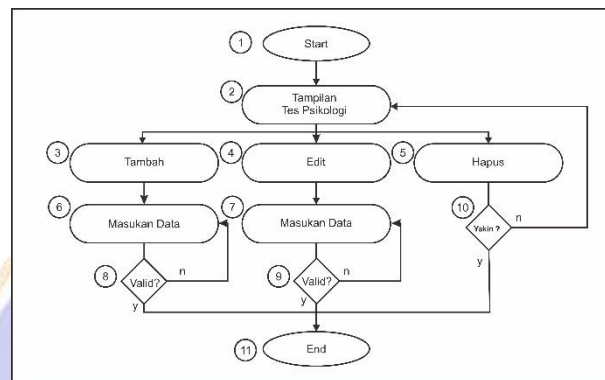 1
Start
2
Tampilan
Tes Psikologi
3
Tambah
4
Edit
5
Hapus
6
Masukan Data
7
Masukan Data
10
Yakin ?
n
8
Valid?
n
9
Valid?
n
y
y
y
11
End